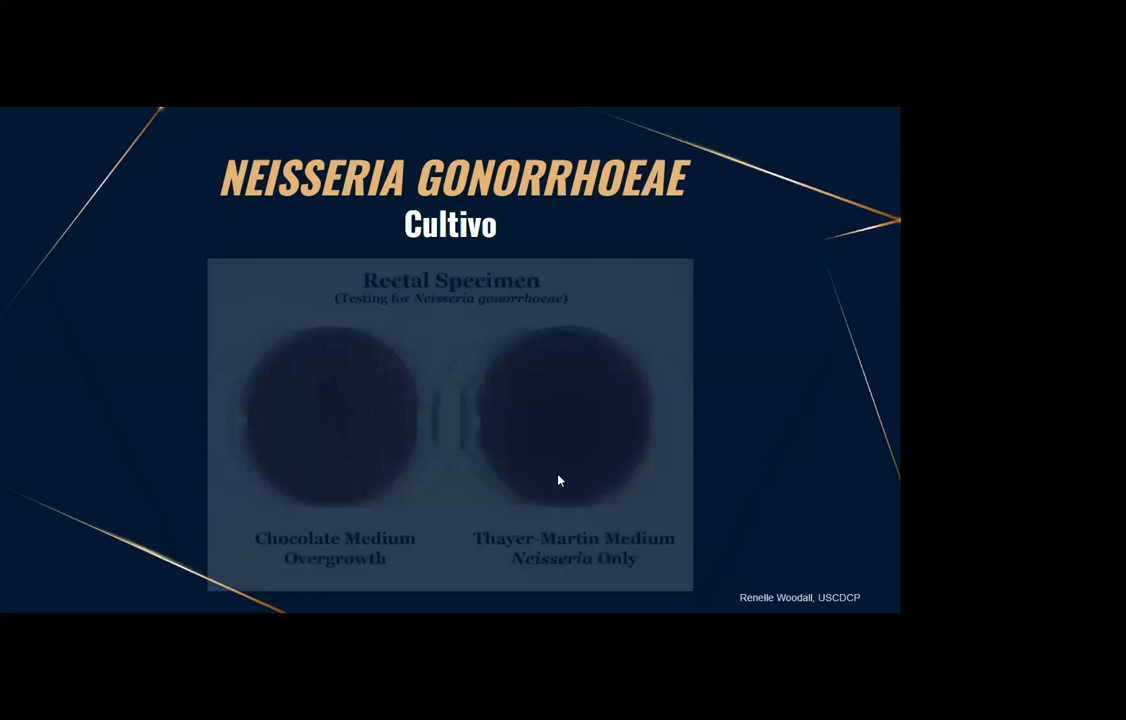 NEISSERIA GONORRHOEAE
Cultivo
Rectal Specimen
(Testing for Neisseria gonorrhoeae)
Chocolate Medium
Overgrowth
Thayer-Martin Medium
Neisseria Only
Renelle Woodall, USCDCP